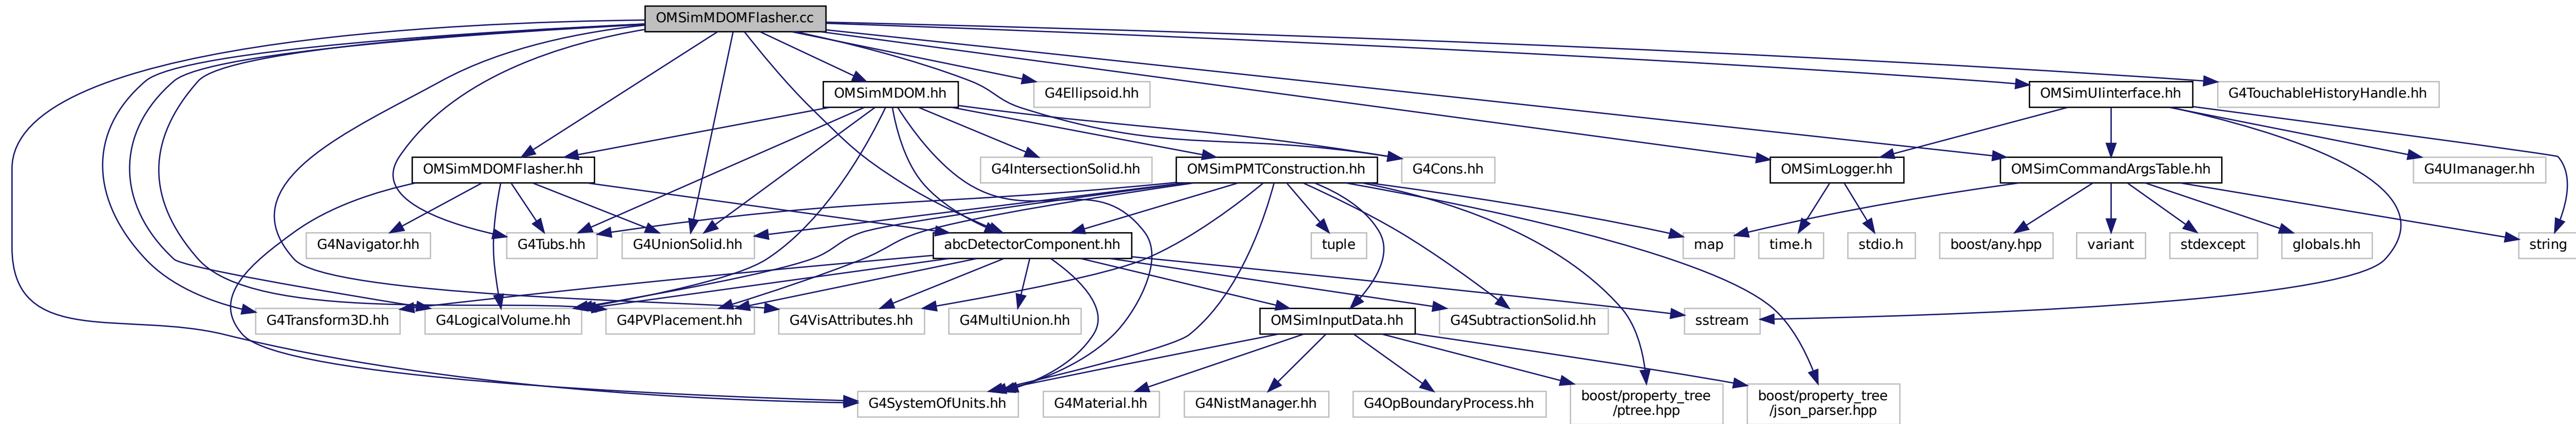 OMSimMDOMFlasher.cc
OMSimMDOM.hh
G4Ellipsoid.hh
OMSimUIinterface.hh
G4TouchableHistoryHandle.hh
OMSimMDOMFlasher.hh
G4IntersectionSolid.hh
OMSimPMTConstruction.hh
G4Cons.hh
OMSimLogger.hh
OMSimCommandArgsTable.hh
G4UImanager.hh
G4Navigator.hh
G4Tubs.hh
G4UnionSolid.hh
abcDetectorComponent.hh
tuple
map
time.h
stdio.h
boost/any.hpp
variant
stdexcept
globals.hh
string
G4Transform3D.hh
G4LogicalVolume.hh
G4PVPlacement.hh
G4VisAttributes.hh
G4MultiUnion.hh
OMSimInputData.hh
G4SubtractionSolid.hh
sstream
G4SystemOfUnits.hh
G4Material.hh
G4NistManager.hh
G4OpBoundaryProcess.hh
boost/property_tree
/ptree.hpp
boost/property_tree
/json_parser.hpp